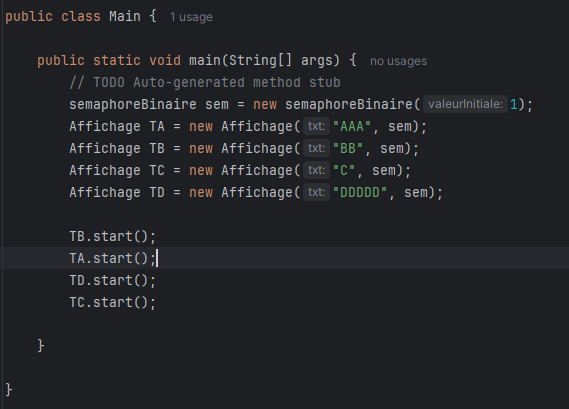 public class Main { 1 usage
public static void main(String[] args) { no usages
// TODO Auto-generated method stub
semaphoreBinaire sem = new semaphoreBinaire( valeurInitiale: 1);
Affichage TA = new Affichage( txt: "AAA", sem);
Affichage TB = new Affichage( txt: "BB", sem);
Affichage TC = new Affichage( txt: "C", sem);
Affichage TD = new Affichage( txt: "DDDDD", sem);
TB.start();
TA.start();
TD.start();
TC.start();
}
}